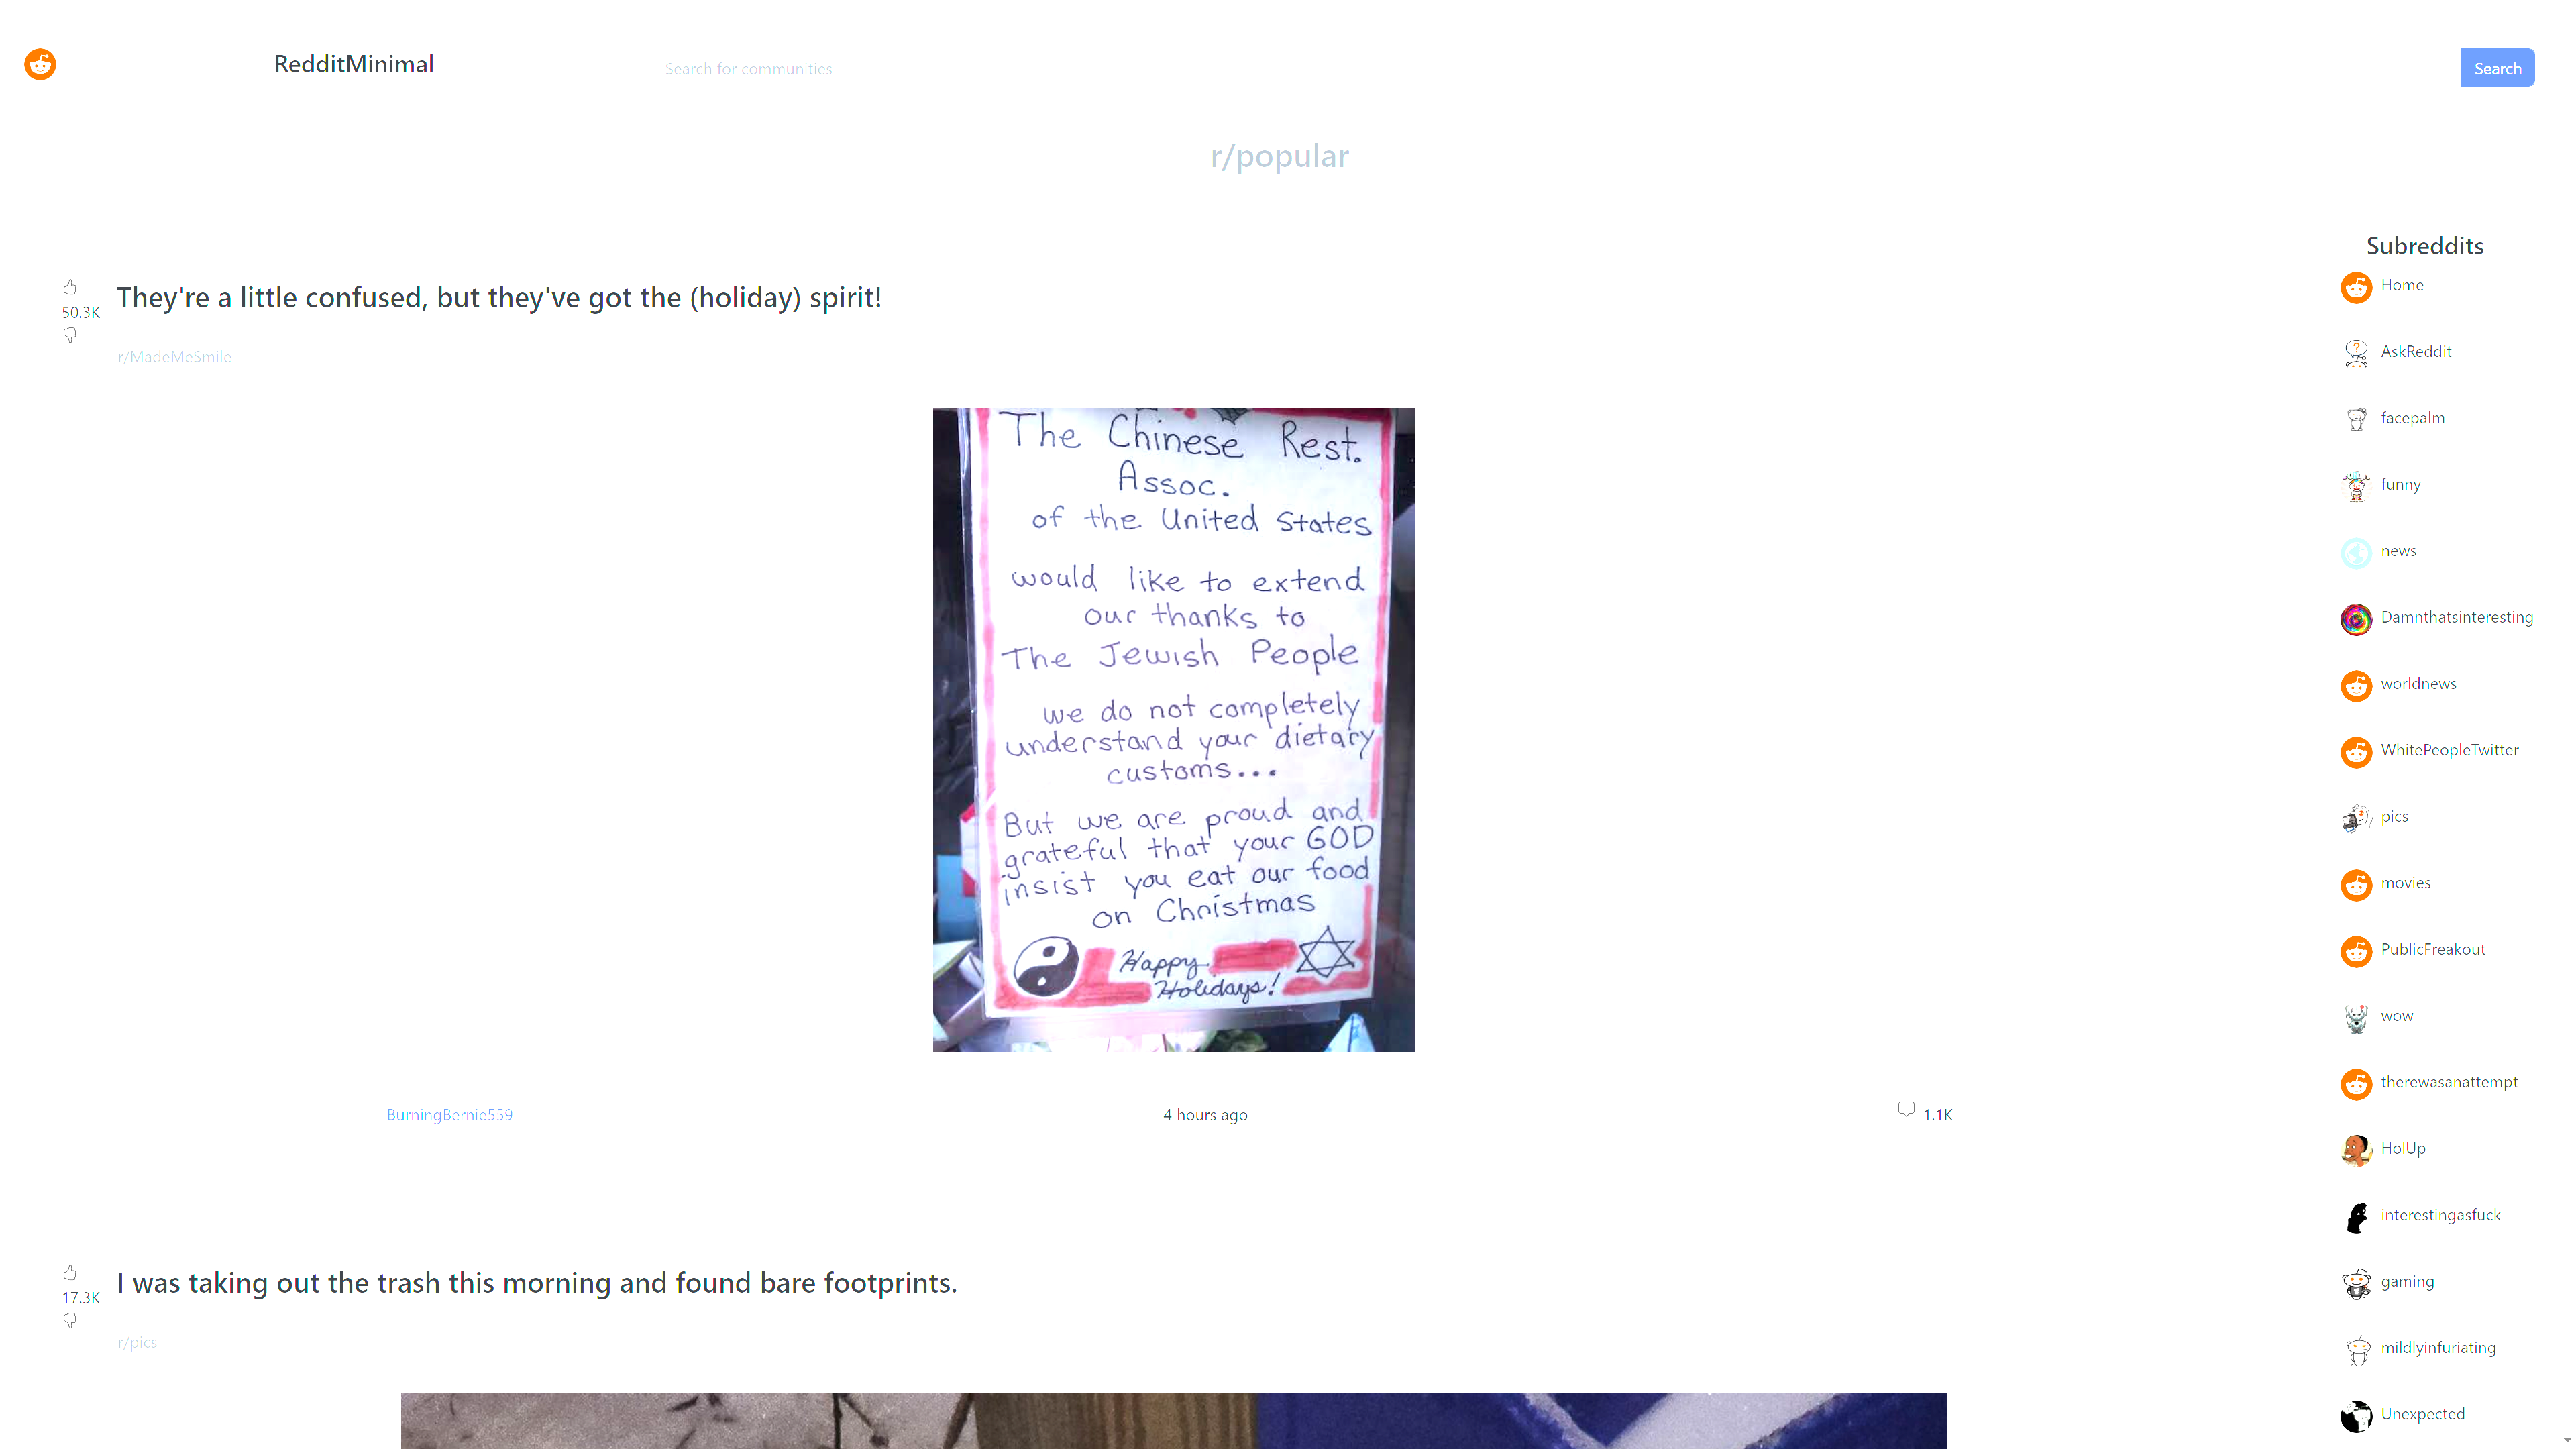 RedditMinimal
Search for communities
Search
r/popular
50.3K
They're a little confused, but they've got the (holiday) spirit!
r/MadeMeSmile
The Chinese Rest.
Assoc.
of the United States
would like to extend
our thanks to
The Jewish People
we do not completely
understand your dietary
customs...
But we are proud and
grateful that your GOD
insist you eat our food
on Christmas
Happy
Holidays!
BurningBernie559
4 hours ago
1.1K
17.3K
I was taking out the trash this morning and found bare footprints.
r/pics
Subreddits
Home
AskReddit
facepalm
funny
news
Damnthatsinteresting
worldnews
WhitePeopleTwitter
pics
movies
PublicFreakout
wow
therewasanattempt
HolUp
interestingasfuck
gaming
mildlyinfuriating
Unexpected